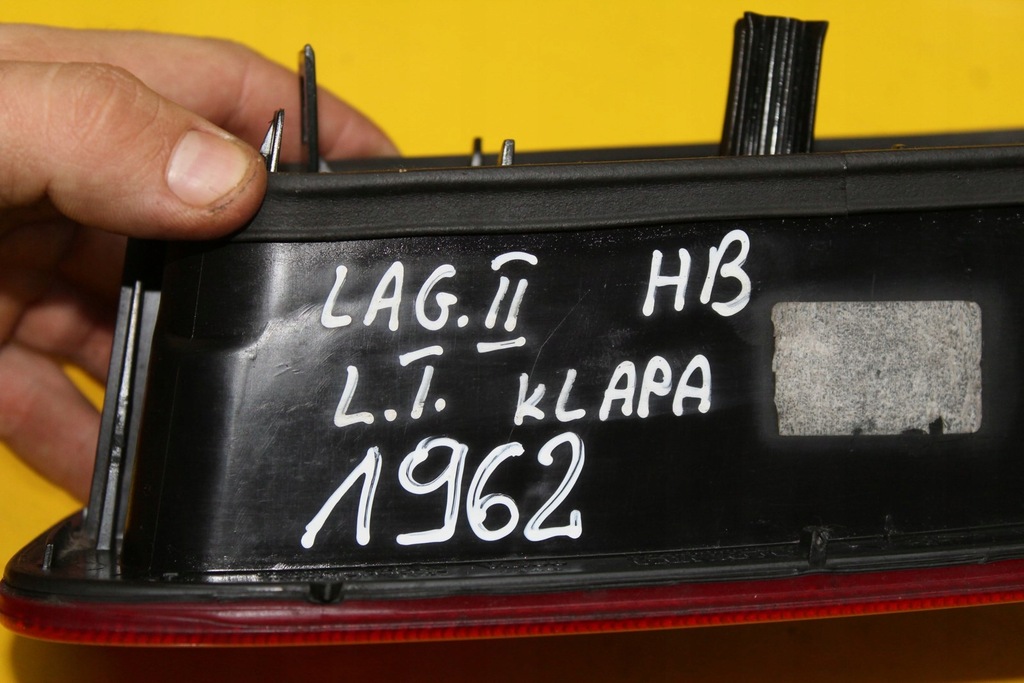 LAG. II HB
L.T. KLAPA
1962